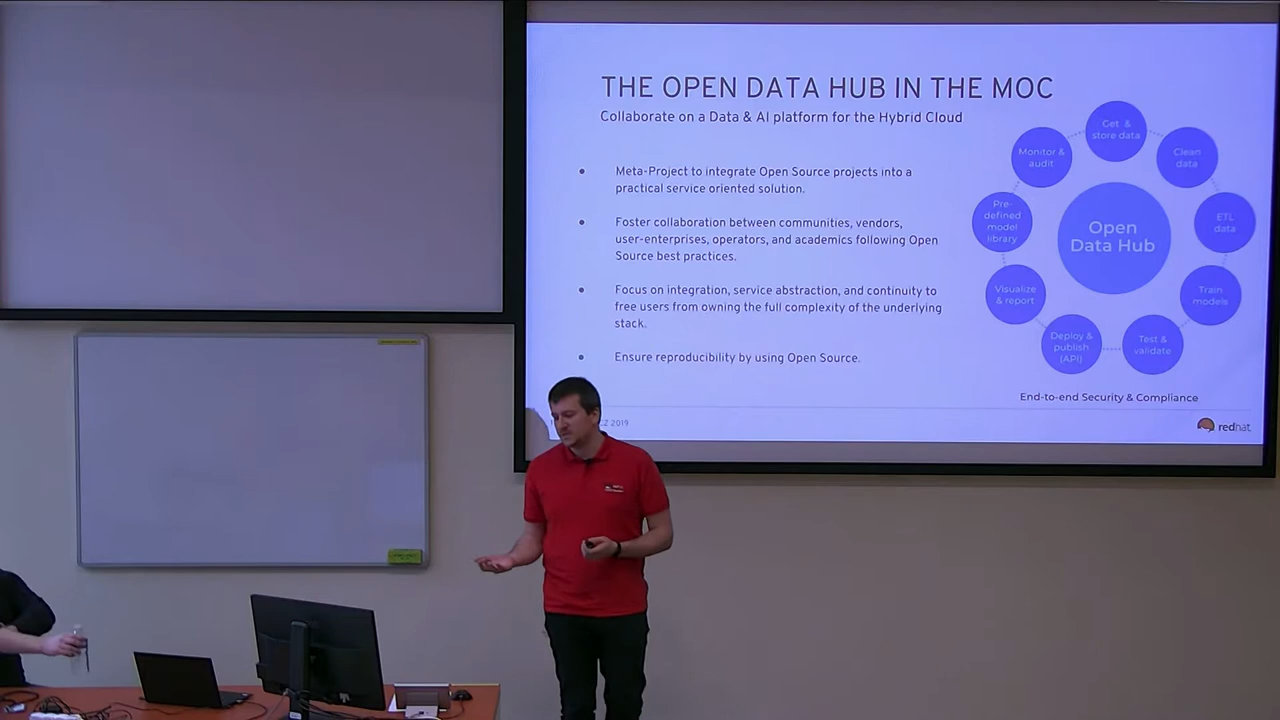 THE OPEN DATA HUB IN THE MOC
Collaborate on a Data & AI platform for the Hybrid Cloud
Meta-Project to integrate Open Source projects into a
practical service oriented solution.
Foster collaboration between communities, vendors,
user-enterprises, operators, and academics following Open
Source best practices.
Focus on integration, service abstraction, and continuity to
free users from owning the full complexity of the underlying
stack.
Ensure reproducibility by using Open Source.
Get &
store data
Clean
data
ETL
data
Train
models
Test &
validate
Deploy &
publish
(API)
Visualize
& report
Pre-
defined
model
library
Monitor &
audit
Open
Data Hub
End-to-end Security & Compliance
2019
redhat